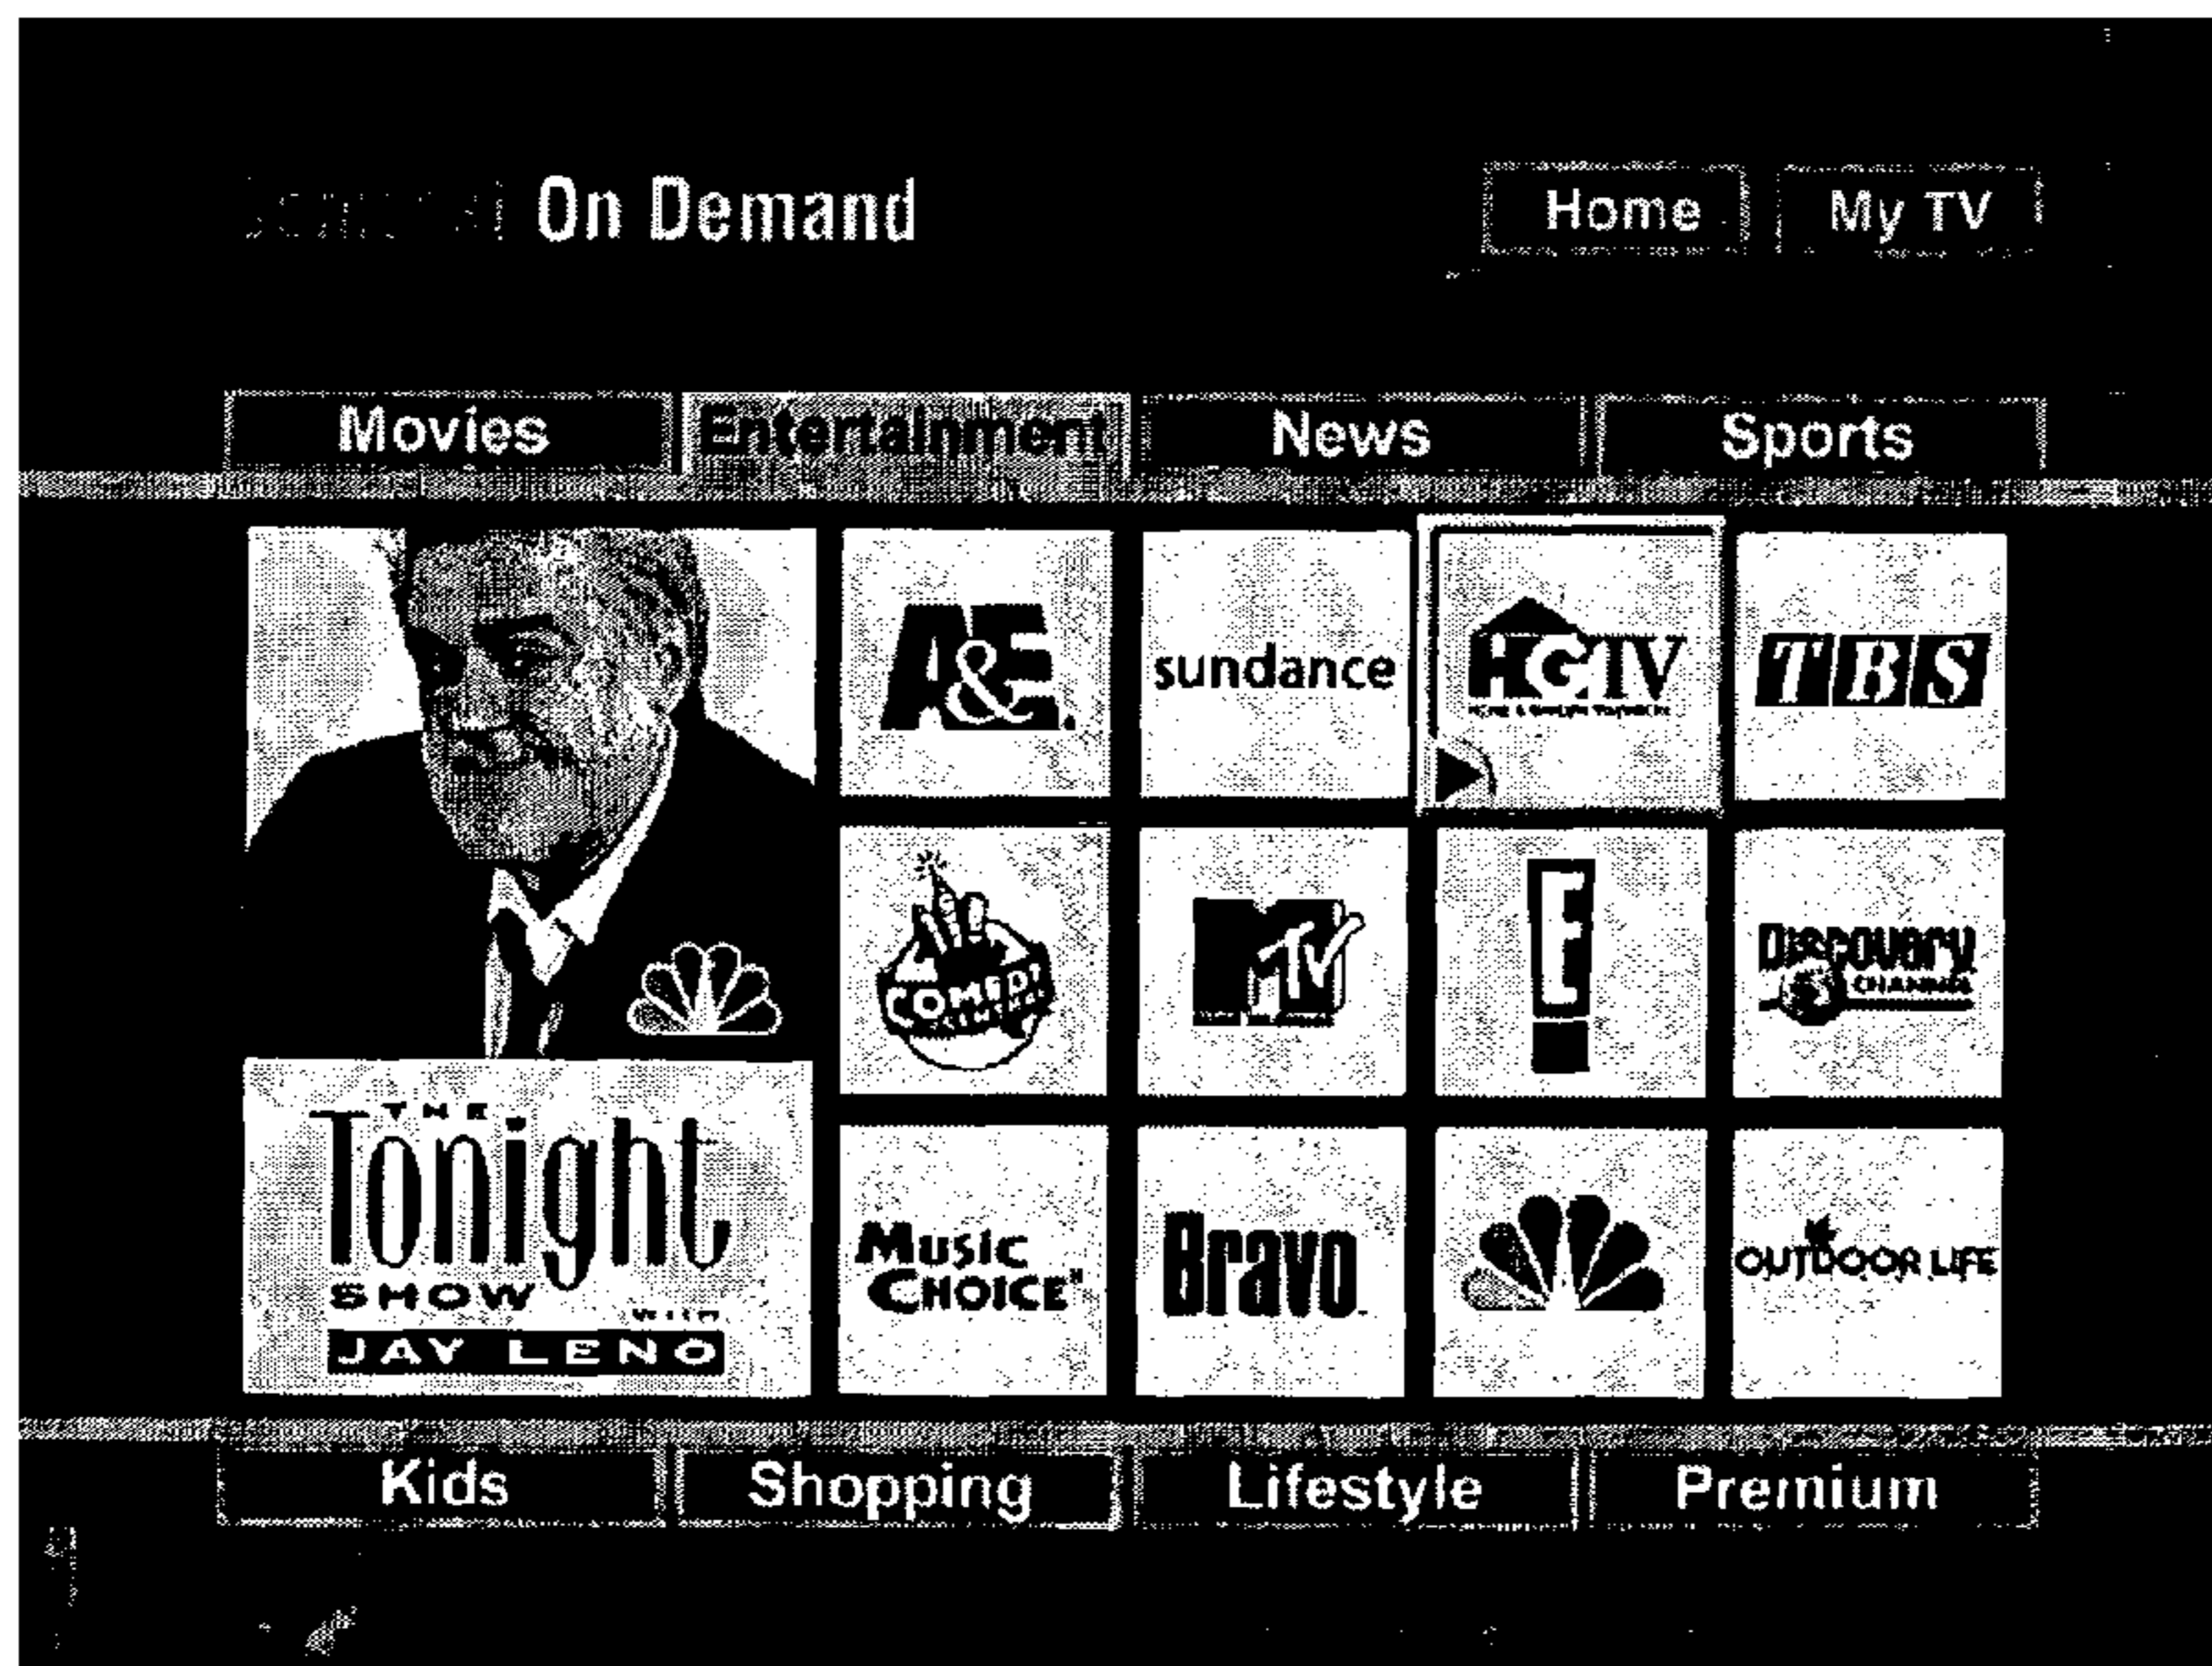 On Demand
Home
My TV
Movies
Entertainment
News
Sports
A&E
sundance
HGTV
TBS
COMEDY
MTV
E!
DISCOVERY
CHANNEL
THE
Tonight
SHOW
WITH
JAY LENO
MUSIC
CHOICE
Bravo
OUTDOOR LIFE
Kids
Shopping
Lifestyle
Premium